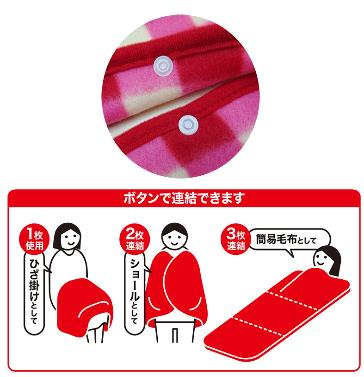 ボタンで連結できます
1枚
使用
ひざ掛けとして
2枚
連結
ショールとして
3枚
連結
簡易毛布として